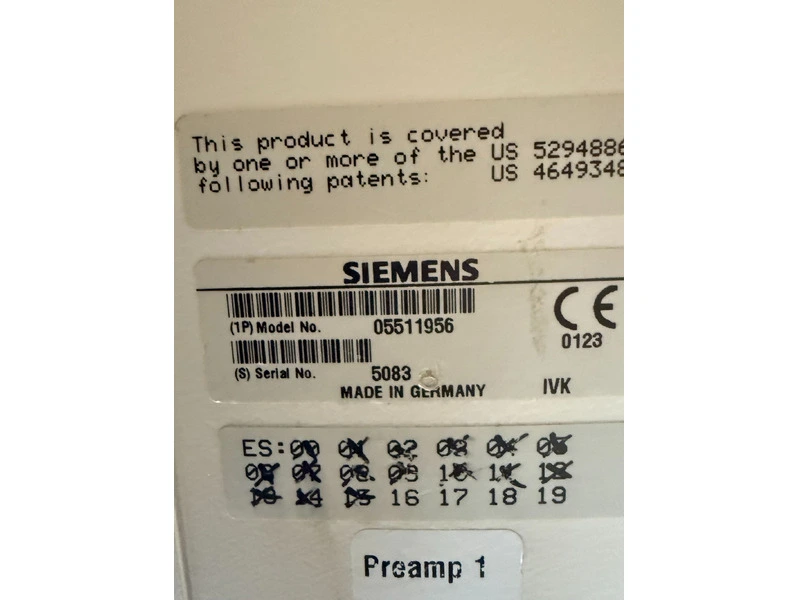 This product is covered
by one or more of the US 5294886
following patents: US 4649348
SIEMENS
(1P) Model No. 05511956
CE
0123
(S) Serial No. 5083
MADE IN GERMANY IVK
ES:00 01 02 03 04 05
06 07 08 09 10 11 12
13 14 15 16 17 18 19
Preamp 1